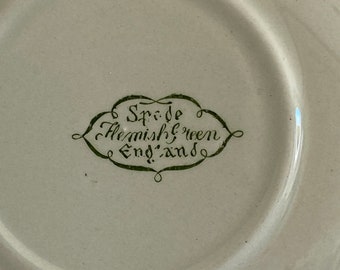 Spode
Flemish Green
England